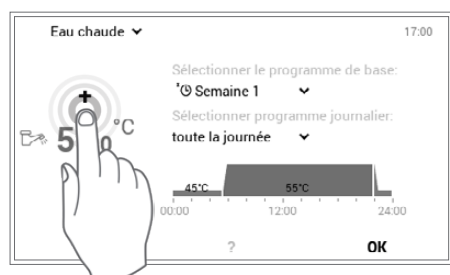 Eau chaude
17:00
Sélectionner le programme de base:
Semaine 1
Sélectionner programme journalier:
toute la journée
+
5 °C
45°C 55°C
00:00 12:00 24:00
? OK